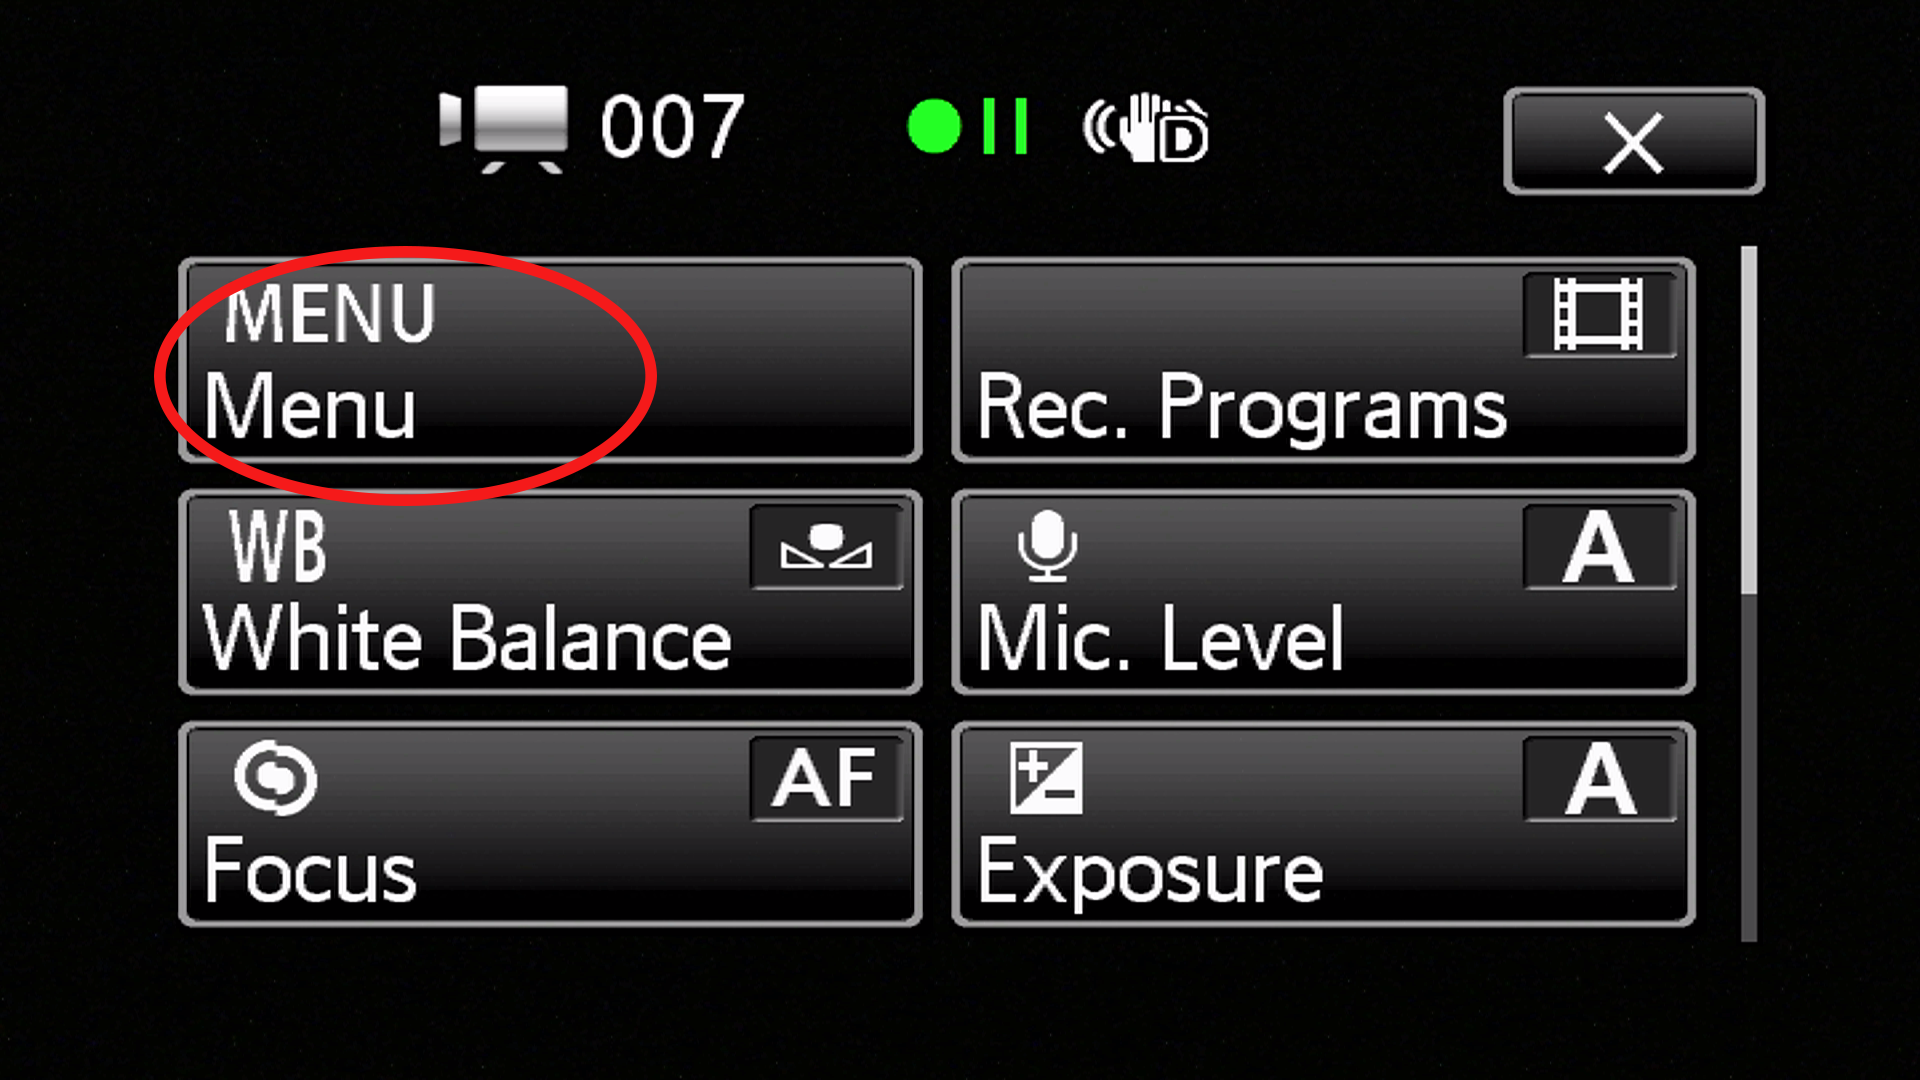 007
D
MENU
Menu
Rec. Programs
WB
White Balance
A
Mic. Level
AF
Focus
A
Exposure